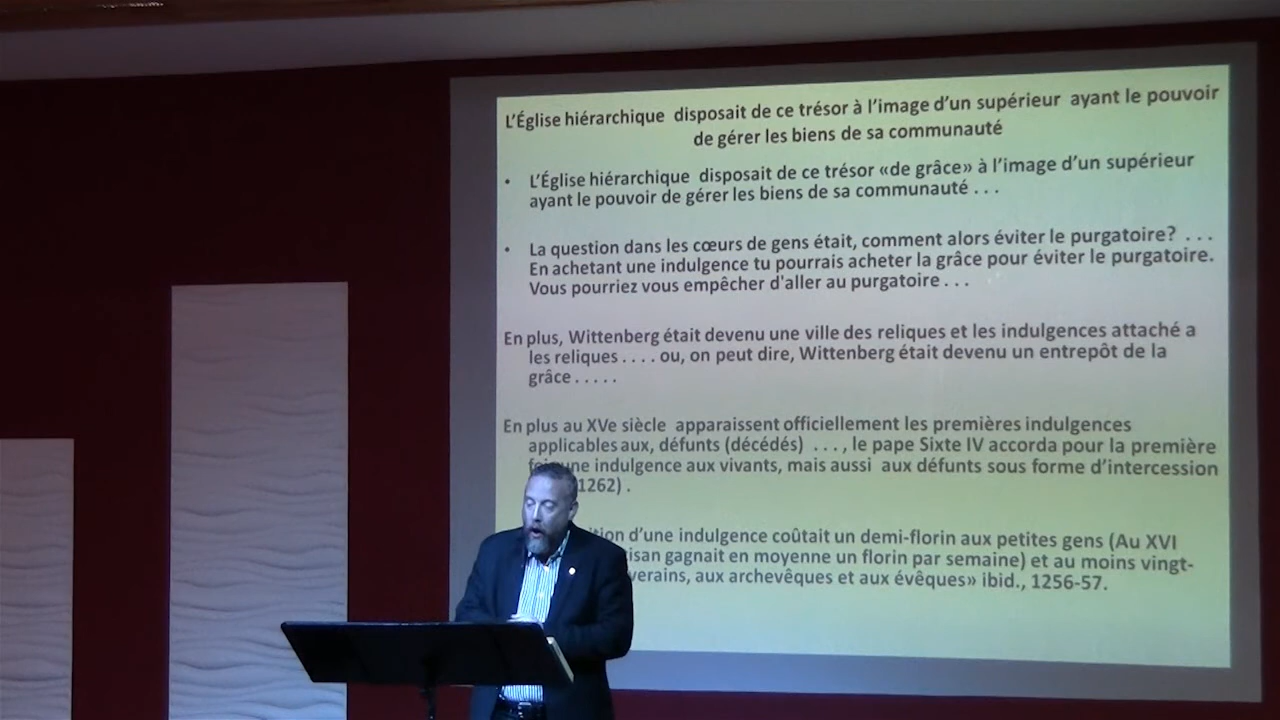 L’Église hiérarchique disposait de ce trésor à l’image d’un supérieur ayant le pouvoir
de gérer les biens de sa communauté
• L’Église hiérarchique disposait de ce trésor «de grâce» à l’image d’un supérieur
ayant le pouvoir de gérer les biens de sa communauté . . .
• La question dans les cœurs de gens était, comment alors éviter le purgatoire? . . .
En achetant une indulgence tu pourrais acheter la grâce pour éviter le purgatoire.
Vous pourriez vous empêcher d'aller au purgatoire . . .
En plus, Wittenberg était devenu une ville des reliques et les indulgences attaché a
les reliques . . . . ou, on peut dire, Wittenberg était devenu un entrepôt de la
grâce . . . . .
En plus au XVe siècle apparaissent officiellement les premières indulgences
applicables aux, défunts (décédés) . . . , le pape Sixte IV accorda pour la première
une indulgence aux vivants, mais aussi aux défunts sous forme d’intercession
1262) .
d’une indulgence coûtait un demi-florin aux petites gens (Au XVI
gagnait en moyenne un florin par semaine) et au moins vingt-
aux archevêques et aux évêques» ibid., 1256-57.